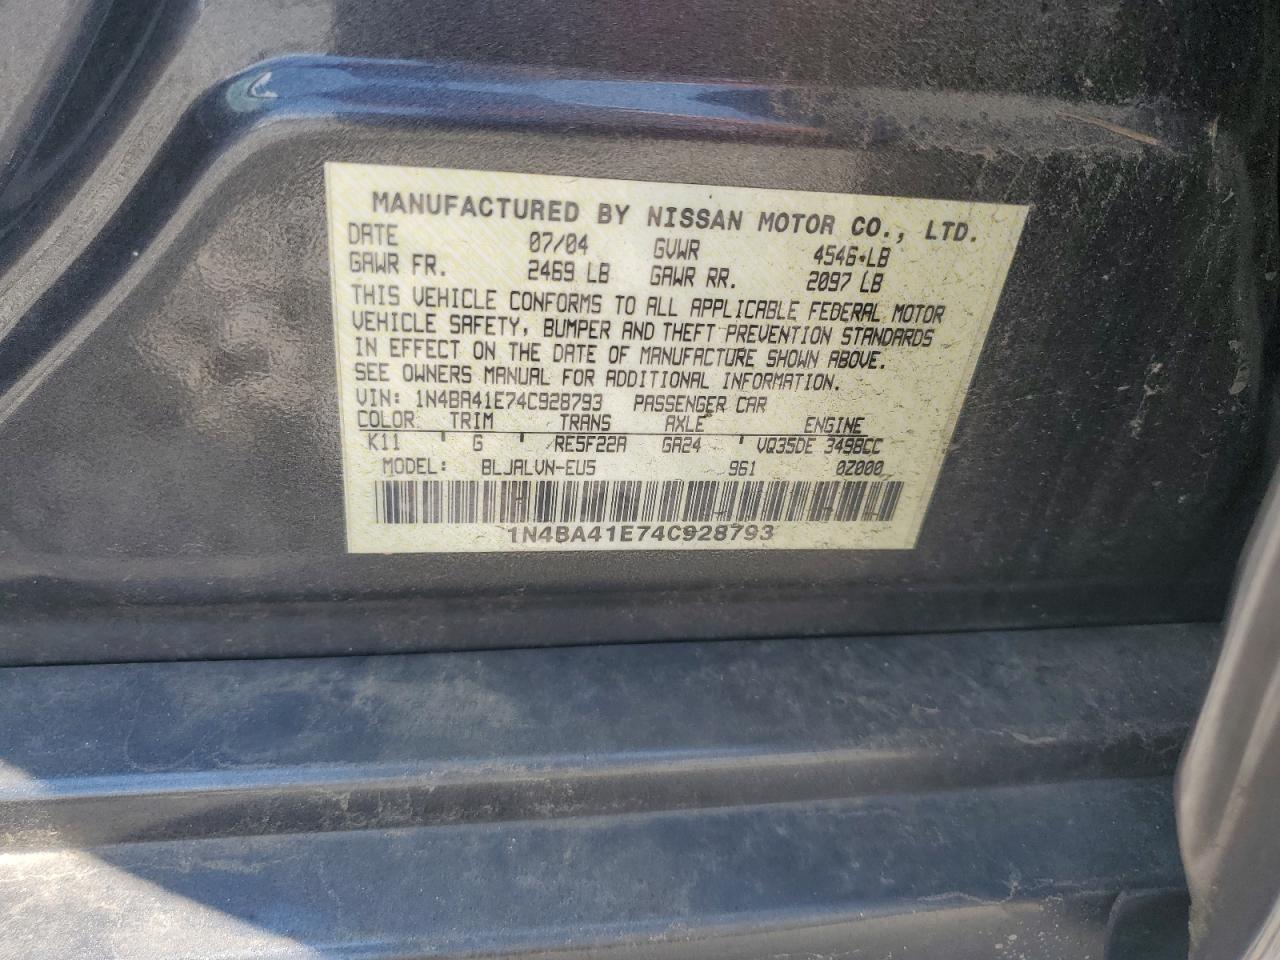 MANUFACTURED BY NISSAN MOTOR CO., LTD.
DATE 07/04 GVWR 4546 LB
GAWR FR. 2469 LB GAWR RR. 2097 LB
THIS VEHICLE CONFORMS TO ALL APPLICABLE FEDERAL MOTOR
VEHICLE SAFETY, BUMPER AND THEFT PREVENTION STANDARDS
IN EFFECT ON THE DATE OF MANUFACTURE SHOWN ABOVE.
SEE OWNERS MANUAL FOR ADDITIONAL INFORMATION.
VIN: 1N4BA41E74C928793 PASSENGER CAR
COLOR TRIM TRANS AXLE ENGINE
K11 ' G ' RE5F22A GA24 ' VQ35DE 3498CC
MODEL: BLJALVN-EU5 961 0Z000
1N4BA41E74C928793